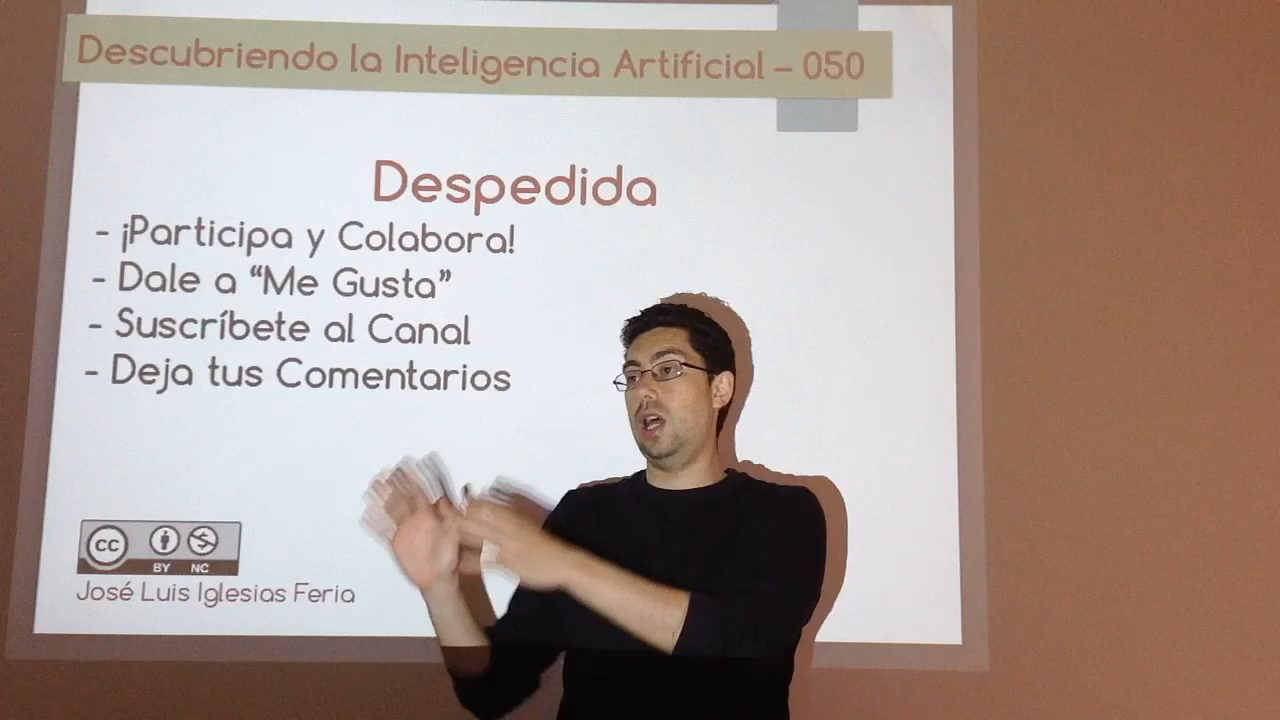 Descubriendo la Inteligencia Artificial – 050
Despedida
- ¡Participa y Colabora!
- Dale a “Me Gusta”
- Suscríbete al Canal
- Deja tus Comentarios
CC BY NC
José Luis Iglesias Feria